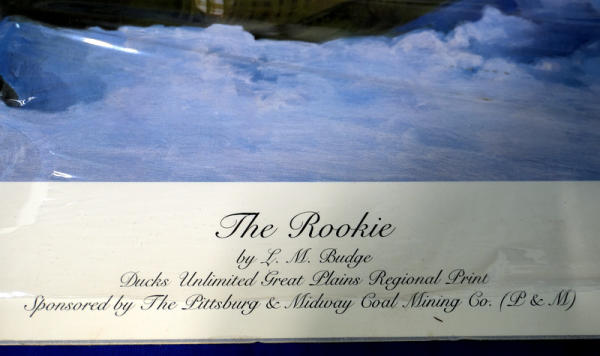 The Rookie
by L. M. Budge
Ducks Unlimited Great Plains Regional Print
Sponsored by The Pittsburg & Midway Coal Mining Co. (P & M)